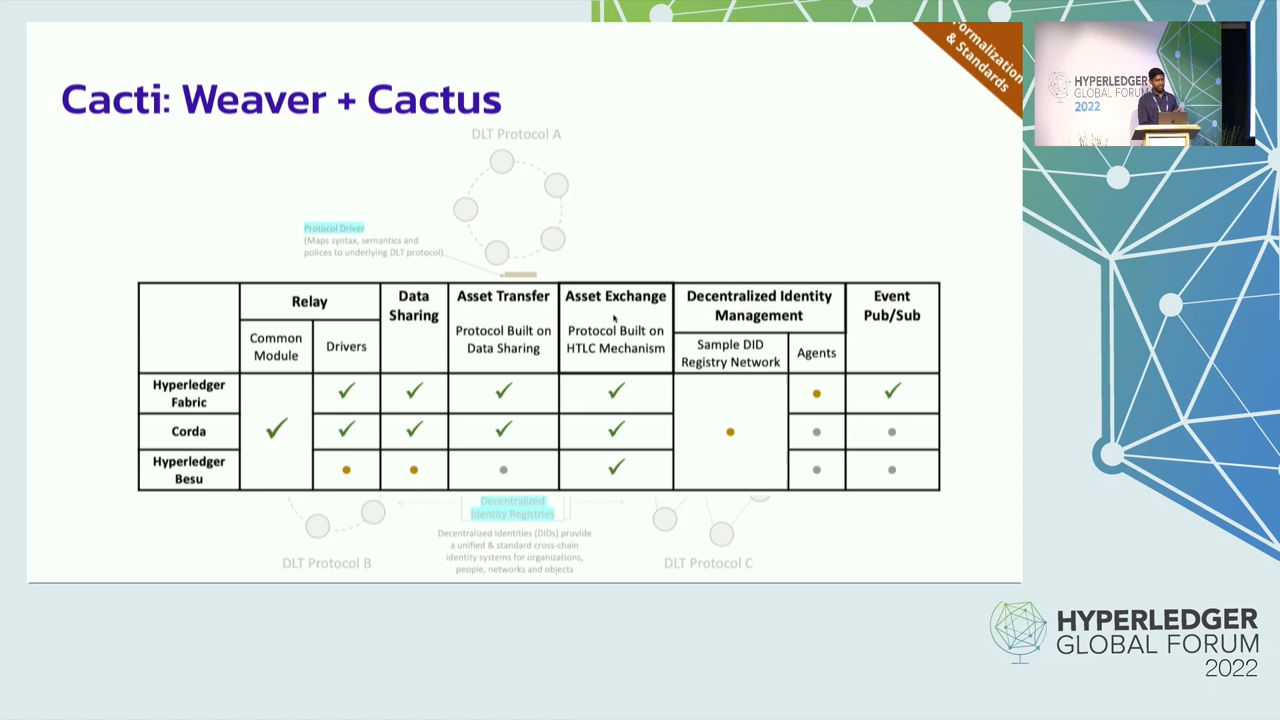 Formalization
& Standards
Cacti: Weaver + Cactus
DLT Protocol A
Protocol Driver
(Maps syntax, semantics and
polices to underlying DLT protocol)
Relay
Data
Sharing
Asset Transfer
Protocol Built on
Data Sharing
Asset Exchange
Protocol Built on
HTLC Mechanism
Decentralized Identity
Management
Event
Pub/Sub
Common
Module
Drivers
Sample DID
Registry Network
Agents
Hyperledger
Fabric
Corda
Hyperledger
Besu
Decentralized
Identity Registries
Decentralized Identities (DIDs) provide
a unified & standard cross-chain
identity systems for organizations,
people, networks and objects
DLT Protocol B
DLT Protocol C
HYPERLEDGER
GLOBAL FORUM
2022
HYPERLEDGER
GLOBAL FORUM
2022